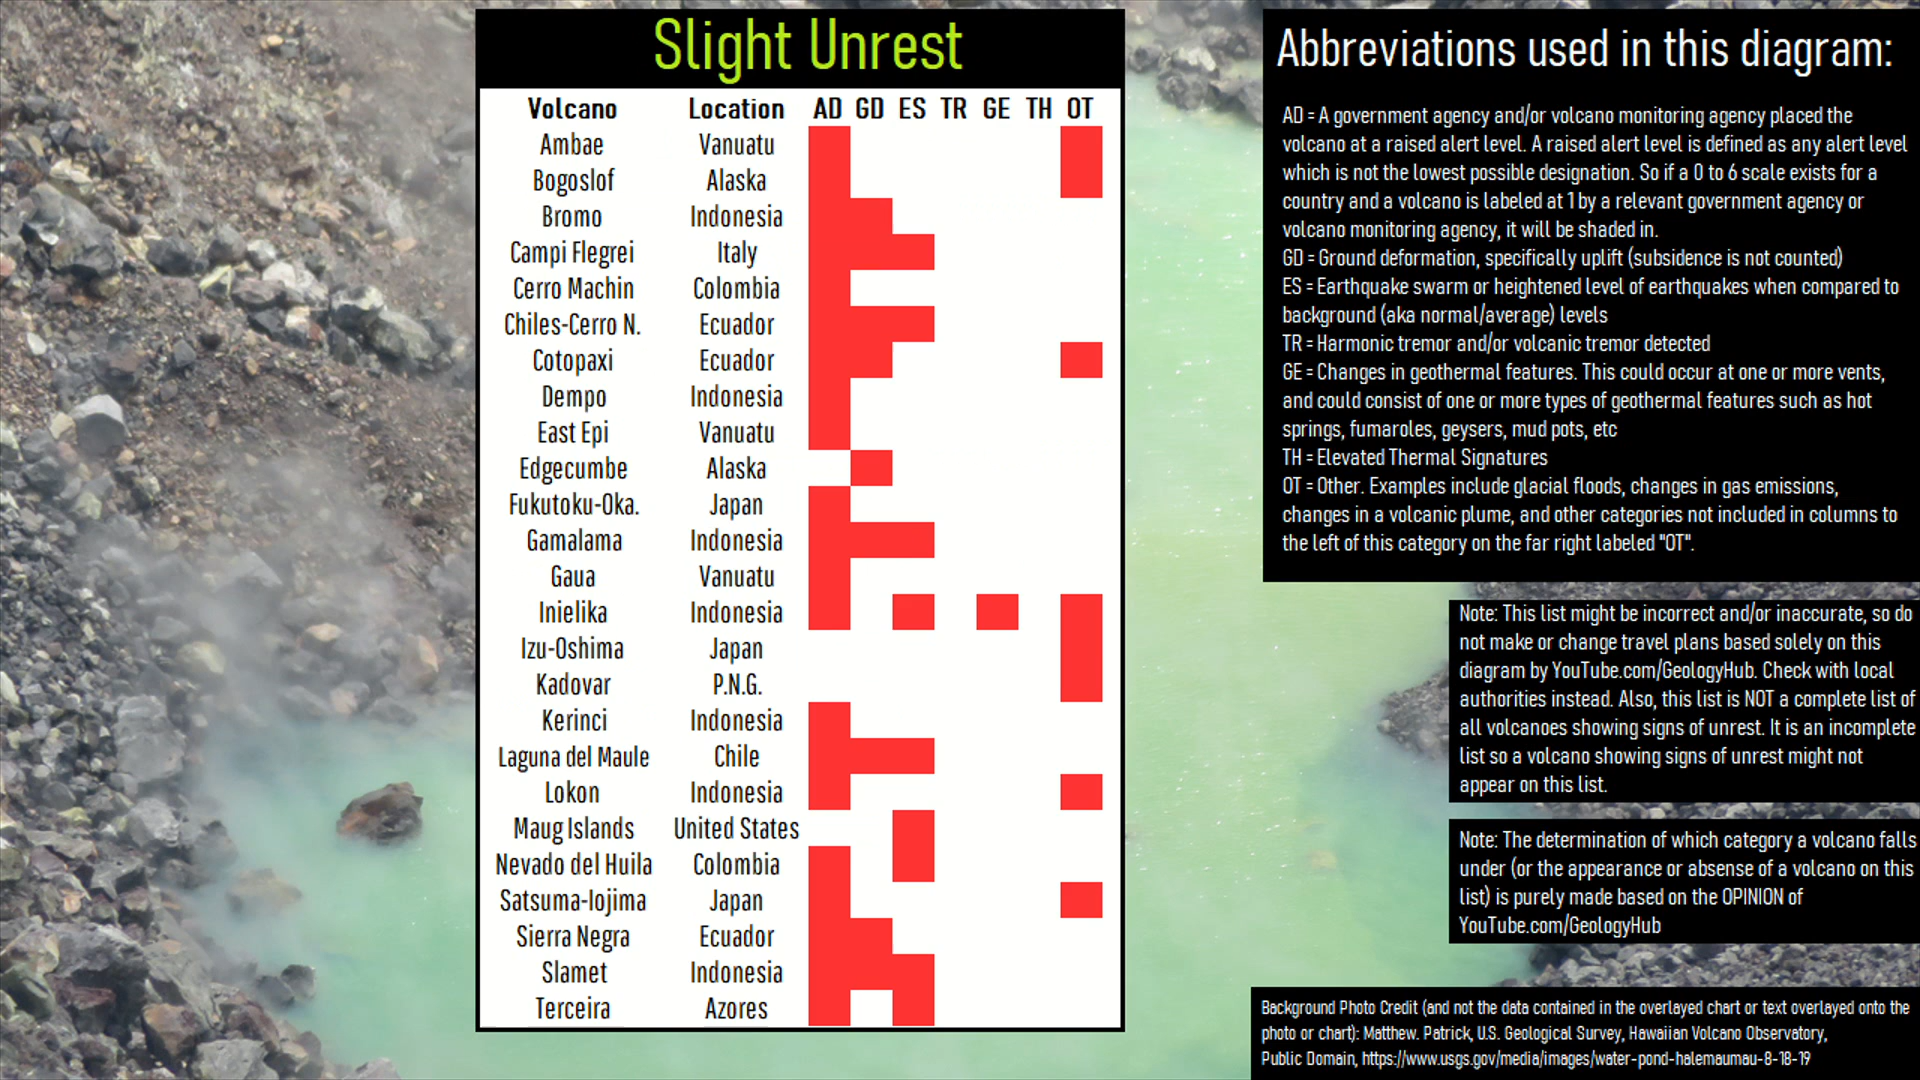 Slight Unrest
Volcano Location AD GD ES TR GE TH OT
Ambae Vanuatu
Bogoslof Alaska
Bromo Indonesia
Campi Flegrei Italy
Cerro Machin Colombia
Chiles-Cerro N. Ecuador
Cotopaxi Ecuador
Dempo Indonesia
East Epi Vanuatu
Edgecumbe Alaska
Fukutoku-Oka. Japan
Gamalama Indonesia
Gaua Vanuatu
Inielika Indonesia
Izu-Oshima Japan
Kadovar P.N.G.
Kerinci Indonesia
Laguna del Maule Chile
Lokon Indonesia
Maug Islands United States
Nevado del Huila Colombia
Satsuma-Iojima Japan
Sierra Negra Ecuador
Slamet Indonesia
Terceira Azores
Abbreviations used in this diagram:
AD = A government agency and/or volcano monitoring agency placed the
volcano at a raised alert level. A raised alert level is defined as any alert level
which is not the lowest possible designation. So if a 0 to 6 scale exists for a
country and a volcano is labeled at 1 by a relevant government agency or
volcano monitoring agency, it will be shaded in.
GD = Ground deformation, specifically uplift (subsidence is not counted)
ES = Earthquake swarm or heightened level of earthquakes when compared to
background (aka normal/average) levels
TR = Harmonic tremor and/or volcanic tremor detected
GE = Changes in geothermal features. This could occur at one or more vents,
and could consist of one or more types of geothermal features such as hot
springs, fumaroles, geysers, mud pots, etc
TH = Elevated Thermal Signatures
OT = Other. Examples include glacial floods, changes in gas emissions,
changes in a volcanic plume, and other categories not included in columns to
the left of this category on the far right labeled "OT".
Note: This list might be incorrect and/or inaccurate, so do
not make or change travel plans based solely on this
diagram by YouTube.com/GeologyHub. Check with local
authorities instead. Also, this list is NOT a complete list of
all volcanoes showing signs of unrest. It is an incomplete
list so a volcano showing signs of unrest might not
appear on this list.
Note: The determination of which category a volcano falls
under (or the appearance or absense of a volcano on this
list) is purely made based on the OPINION of
YouTube.com/GeologyHub
Background Photo Credit (and not the data contained in the overlayed chart or text overlayed onto the
photo or chart): Matthew. Patrick, U.S. Geological Survey, Hawaiian Volcano Observatory,
Public Domain, https://www.usgs.gov/media/images/water-pond-halemaumau-8-18-19